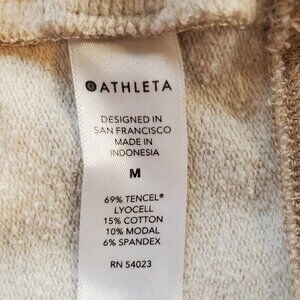 ATHLETA
DESIGNED IN
SAN FRANCISCO
MADE IN
INDONESIA
M
69% TENCEL®
LYOCELL
15% COTTON
10% MODAL
6% SPANDEX
RN 54023